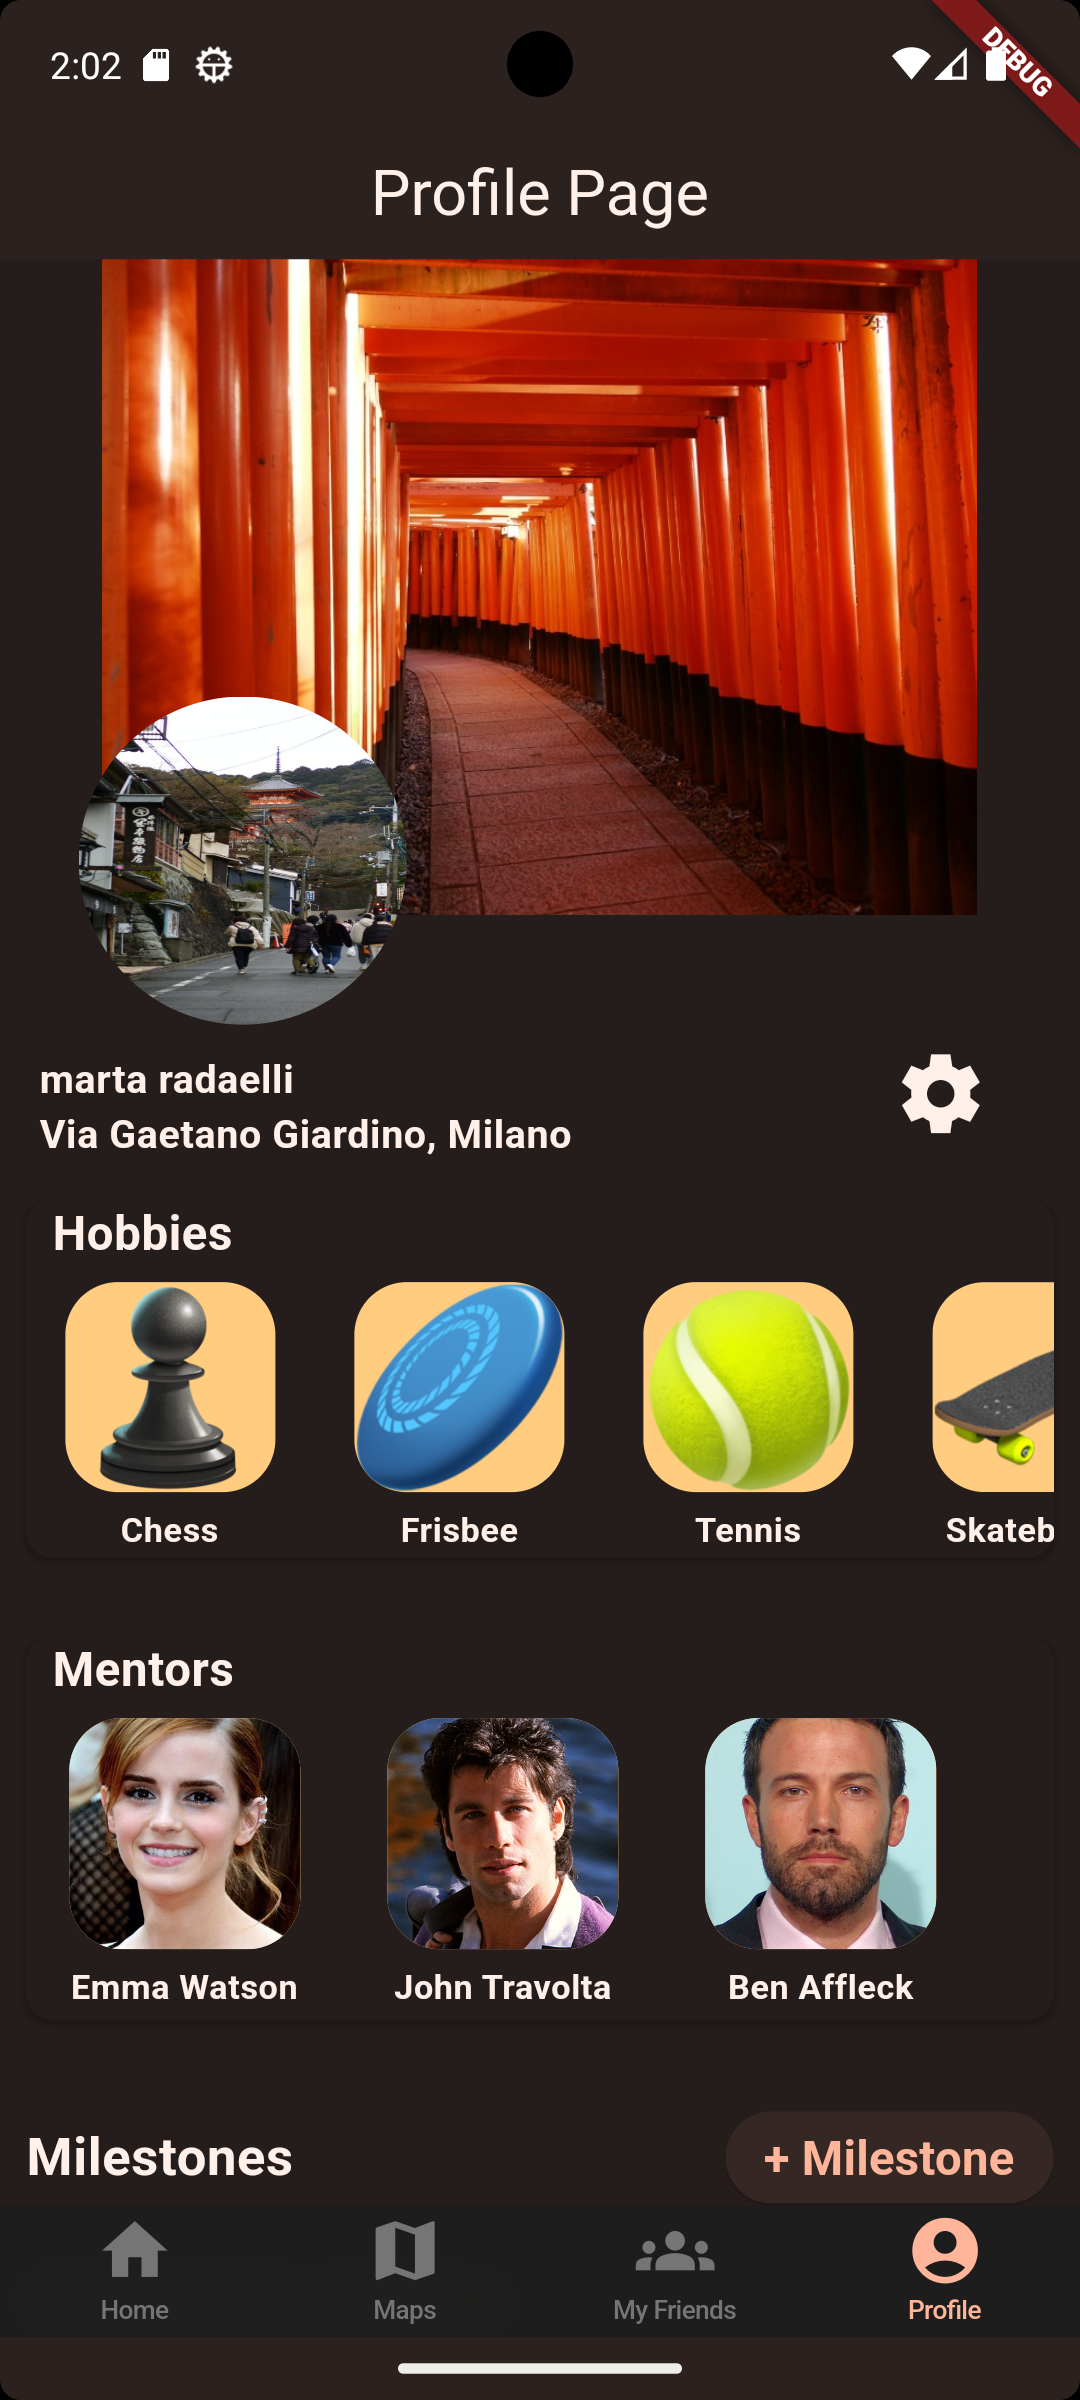 2:02
DEBUG
Profile Page
marta radaelli
Via Gaetano Giardino, Milano
Hobbies
Chess
Frisbee
Tennis
Skateb
Mentors
Emma Watson
John Travolta
Ben Affleck
Milestones
+ Milestone
Home
Maps
My Friends
Profile